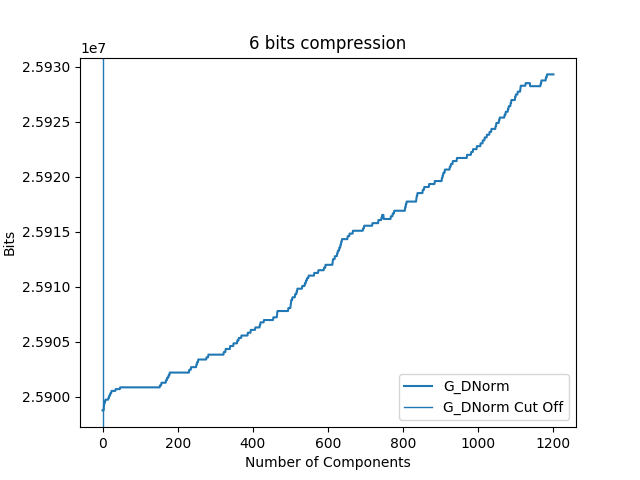 6 bits compression
1e7
2.5930
2.5925
2.5920
2.5915
2.5910
2.5905
2.5900
Bits
0 200 400 600 800 1000 1200
Number of Components
G_DNorm
G_DNorm Cut Off